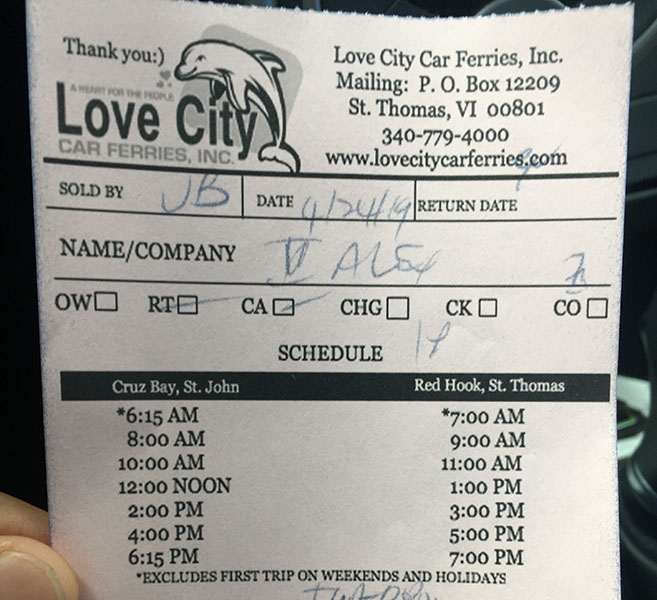 Thank you:)
A HEART FOR THE PEOPLE
Love City
CAR FERRIES, INC.
Love City Car Ferries, Inc.
Mailing: P. O. Box 12209
St. Thomas, VI 00801
340-779-4000
www.lovecitycarferries.com
SOLD BY JB DATE 4/24/19 RETURN DATE
NAME/COMPANY VI ALEX
OW RT CA CHG CK CO
SCHEDULE
Cruz Bay, St. John Red Hook, St. Thomas
*6:15 AM *7:00 AM
8:00 AM 9:00 AM
10:00 AM 11:00 AM
12:00 NOON 1:00 PM
2:00 PM 3:00 PM
4:00 PM 5:00 PM
6:15 PM 7:00 PM
*EXCLUDES FIRST TRIP ON WEEKENDS AND HOLIDAYS